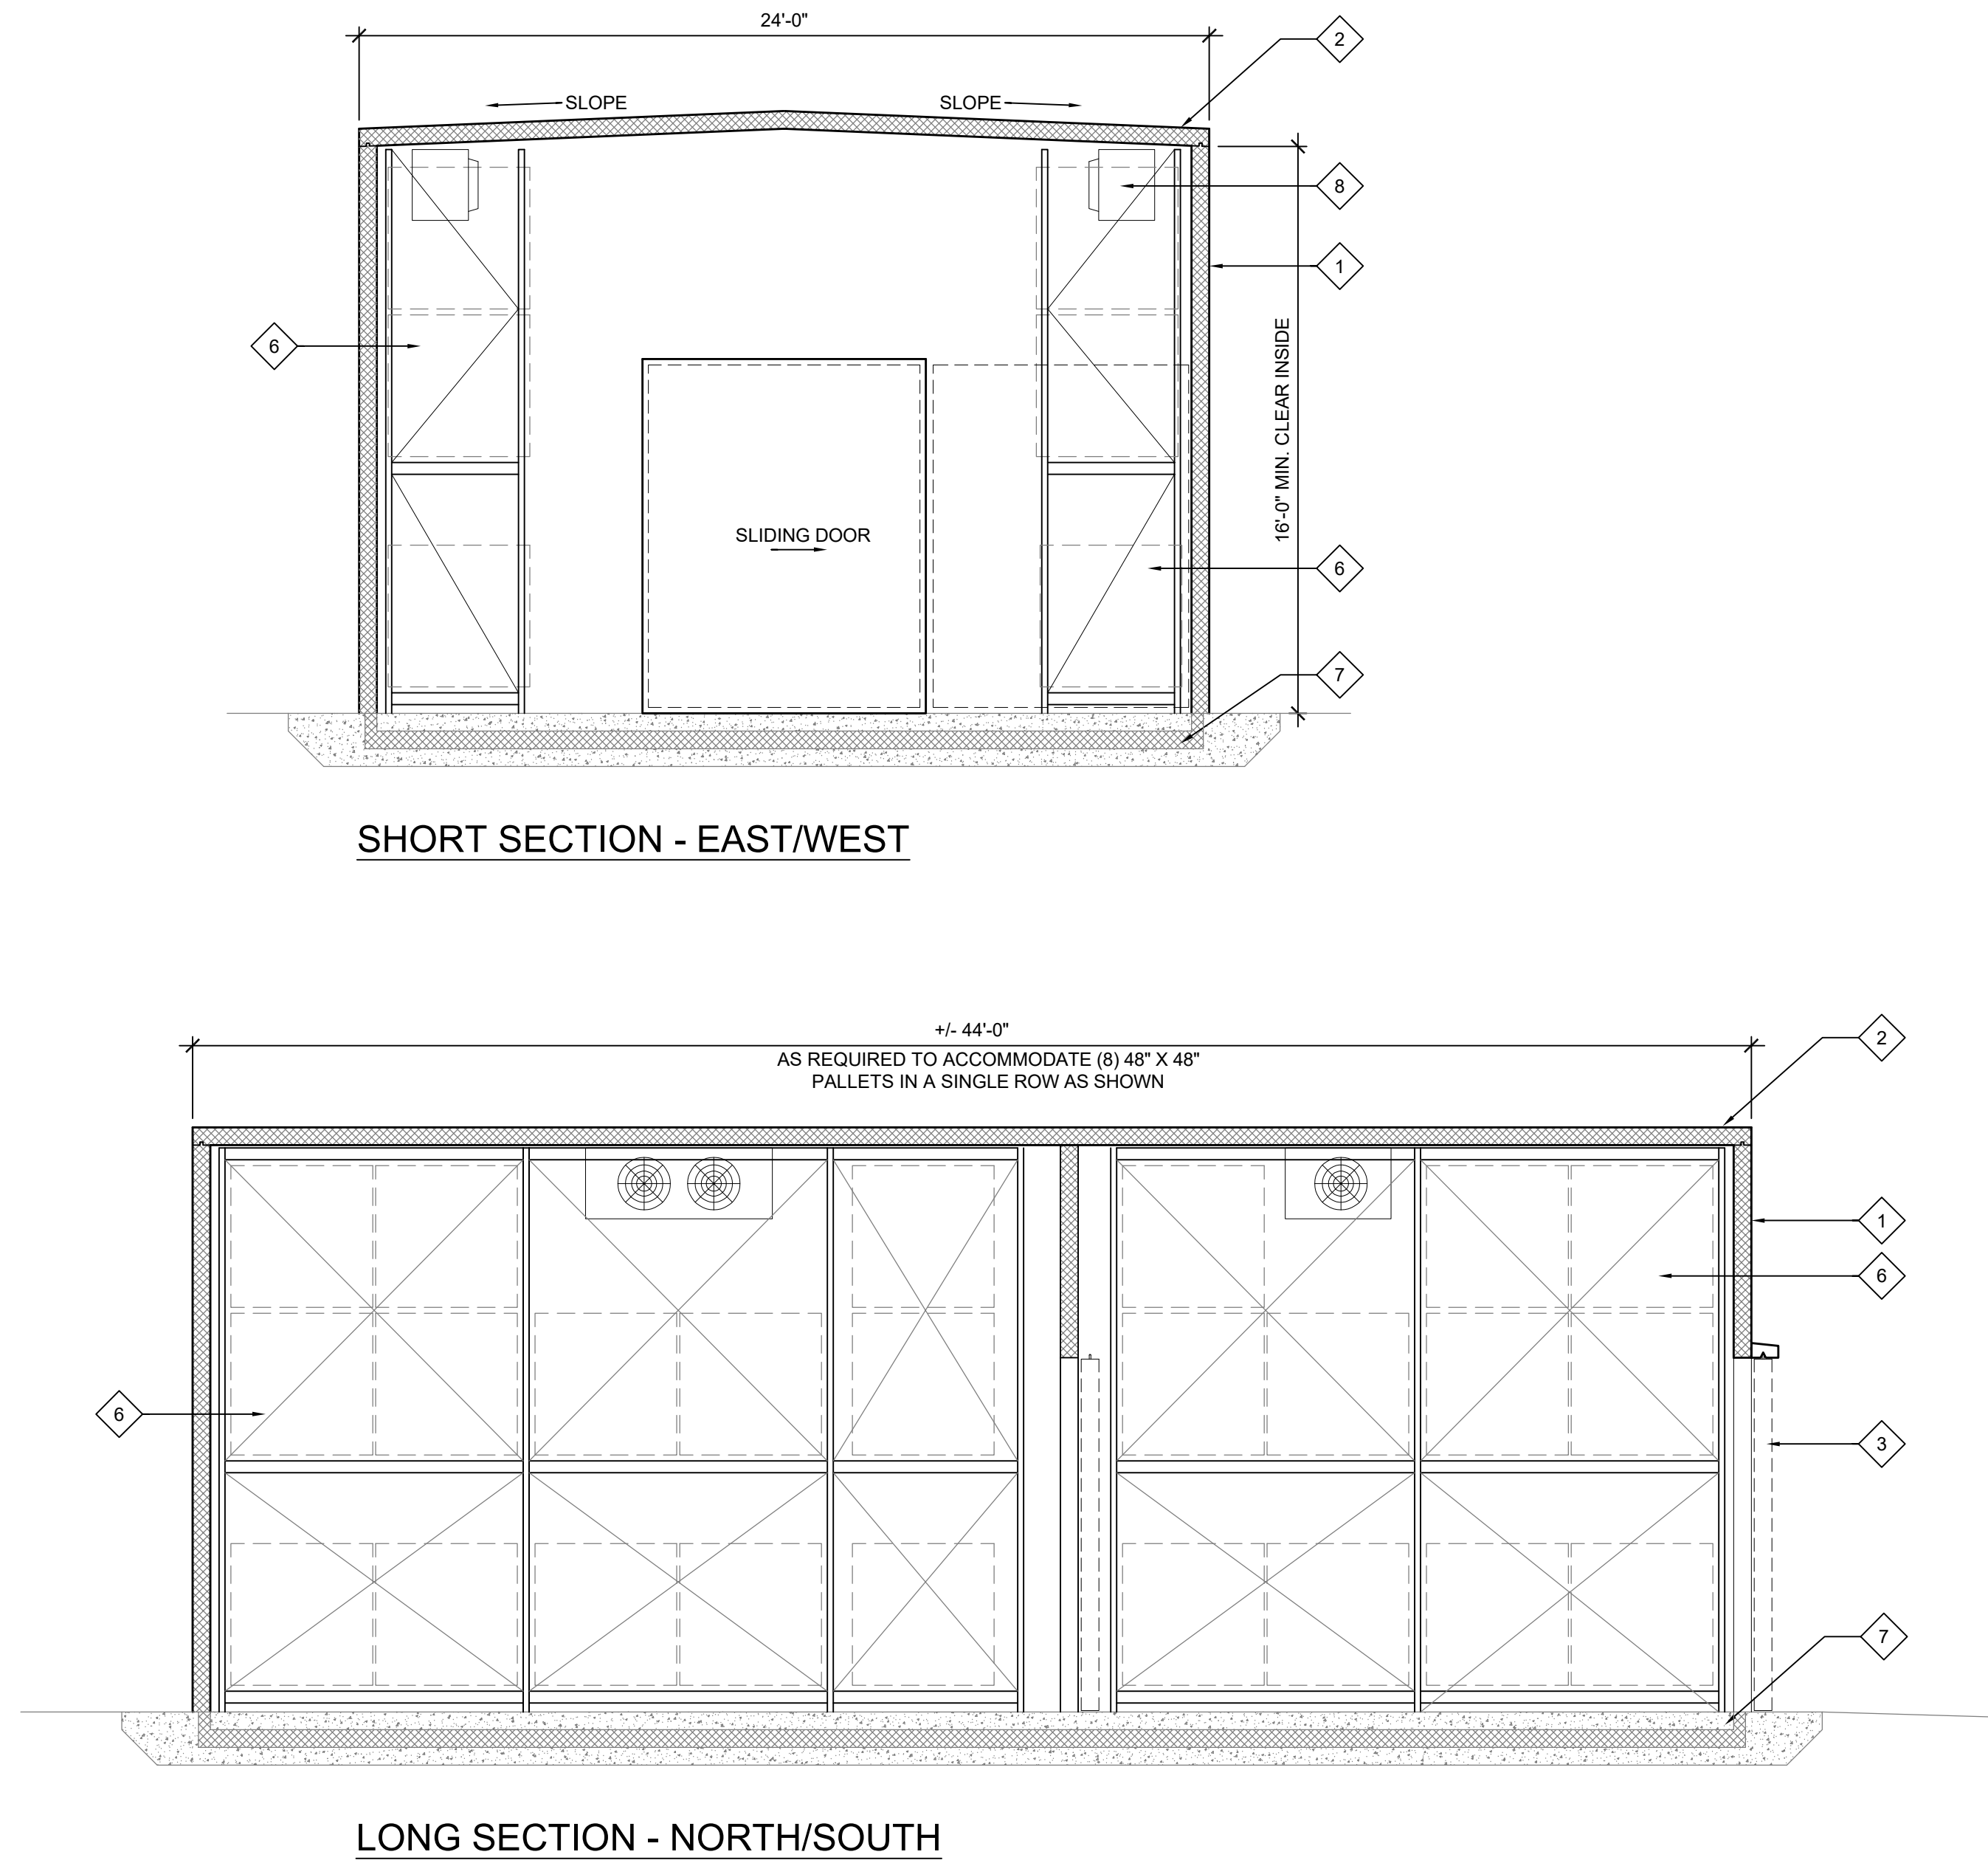 24'-0"
2
SLOPE
SLOPE
8
1
6
16'-0" MIN. CLEAR INSIDE
SLIDING DOOR
6
7
SHORT SECTION - EAST/WEST
+/- 44'-0"
AS REQUIRED TO ACCOMMODATE (8) 48" X 48"
PALLETS IN A SINGLE ROW AS SHOWN
2
1
6
6
3
7
LONG SECTION - NORTH/SOUTH